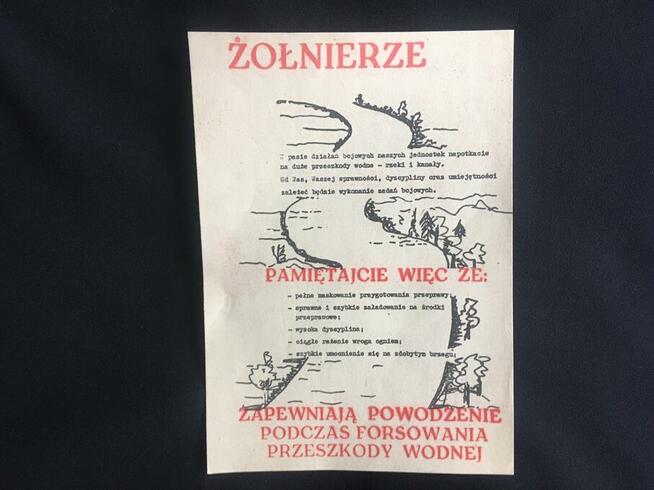 ŻOŁNIERZE
W pasie działań bojowych naszych jednostek napotkacie
na duże przeszkody wodne - rzeki i kanały.
Od Was, Waszej sprawności, dyscypliny oraz umiejętności
zależeć będzie wykonanie zadań bojowych.
PAMIĘTAJCIE WIĘC ŻE:
- pełne maskowanie przygotowania przeprawy;
- sprawne i szybkie załadowanie na środki
przeprawowe;
- wysoka dyscyplina;
- ciągłe rażenie wroga ogniem;
- szybkie umocnienie się na zdobytym brzegu;
ZAPEWNIAJĄ POWODZENIE
PODCZAS FORSOWANIA
PRZESZKODY WODNEJ